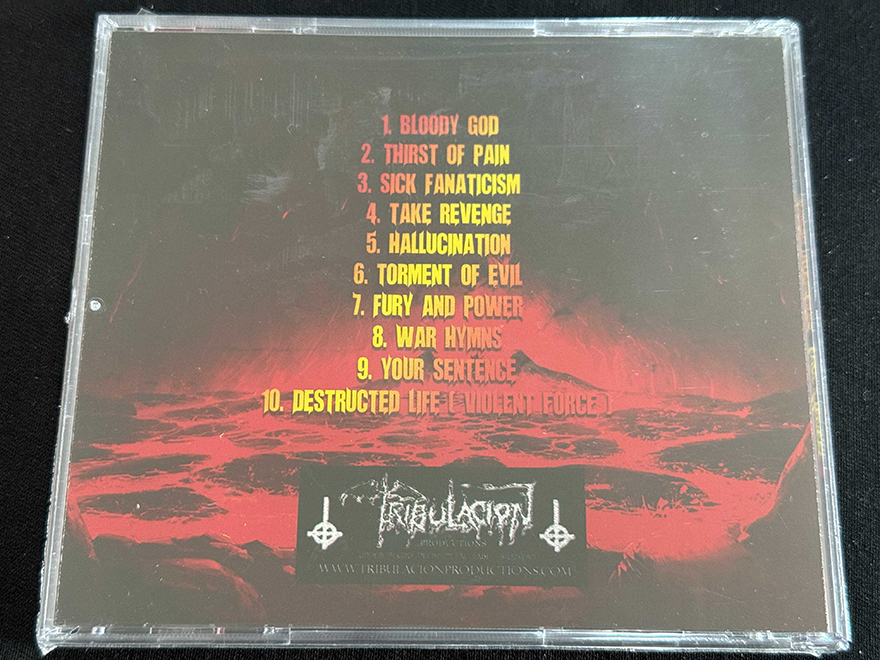 1. BLOODY GOD
2. THIRST OF PAIN
3. SICK FANATICISM
4. TAKE REVENGE
5. HALLUCINATION
6. TORMENT OF EVIL
7. FURY AND POWER
8. WAR HYMNS
9. YOUR SENTENCE
10. DESTRUCTED LIFE ( VIOLENT FORCE )
TRIBULACION
PRODUCTIONS
WWW.TRIBULACIONPRODUCTIONS.COM